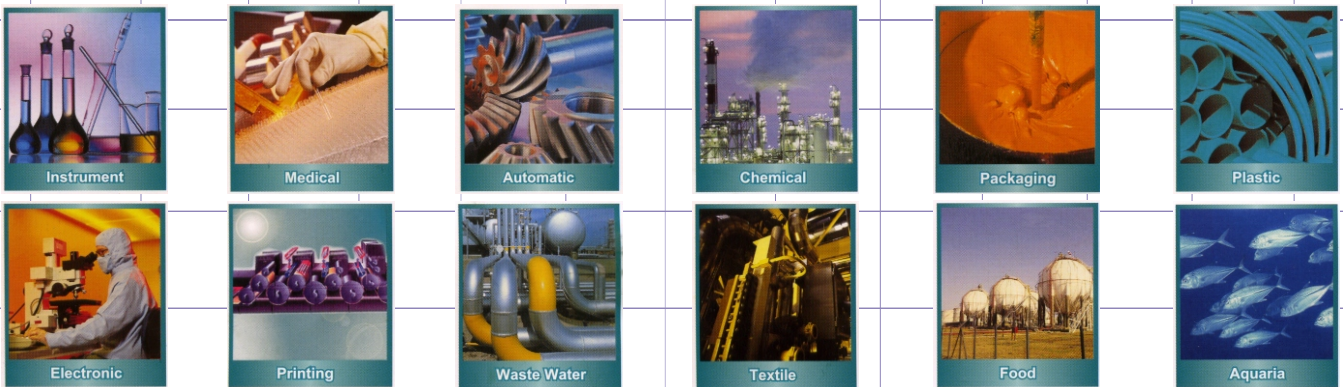 Instrument
Medical
Automatic
Chemical
Packaging
Plastic
Electronic
Printing
Waste Water
Textile
Food
Aquaria